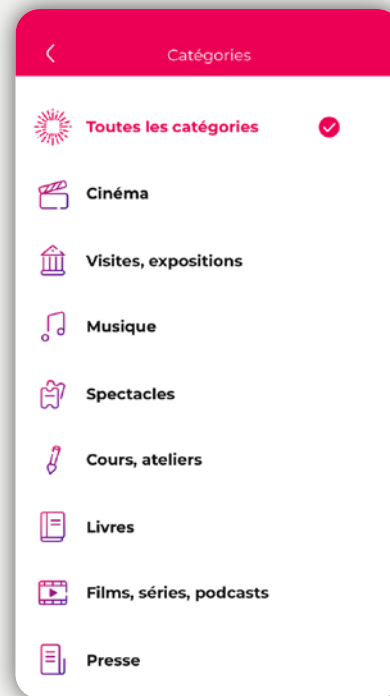 Catégories
Toutes les catégories
Cinéma
Visites, expositions
Musique
Spectacles
Cours, ateliers
Livres
Films, séries, podcasts
Presse